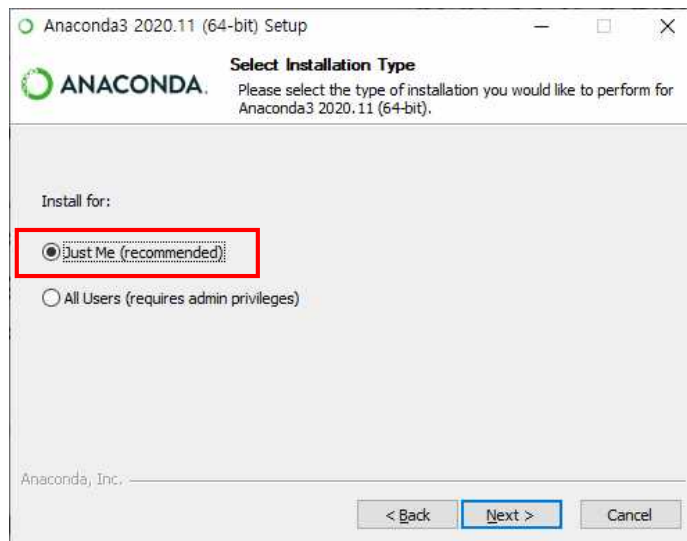 Anaconda3 2020.11 (64-bit) Setup
ANACONDA.
Select Installation Type
Please select the type of installation you would like to perform for
Anaconda3 2020.11 (64-bit).
Install for:
Just Me (recommended)
All Users (requires admin privileges)
Anaconda, Inc.
< Back
Next >
Cancel